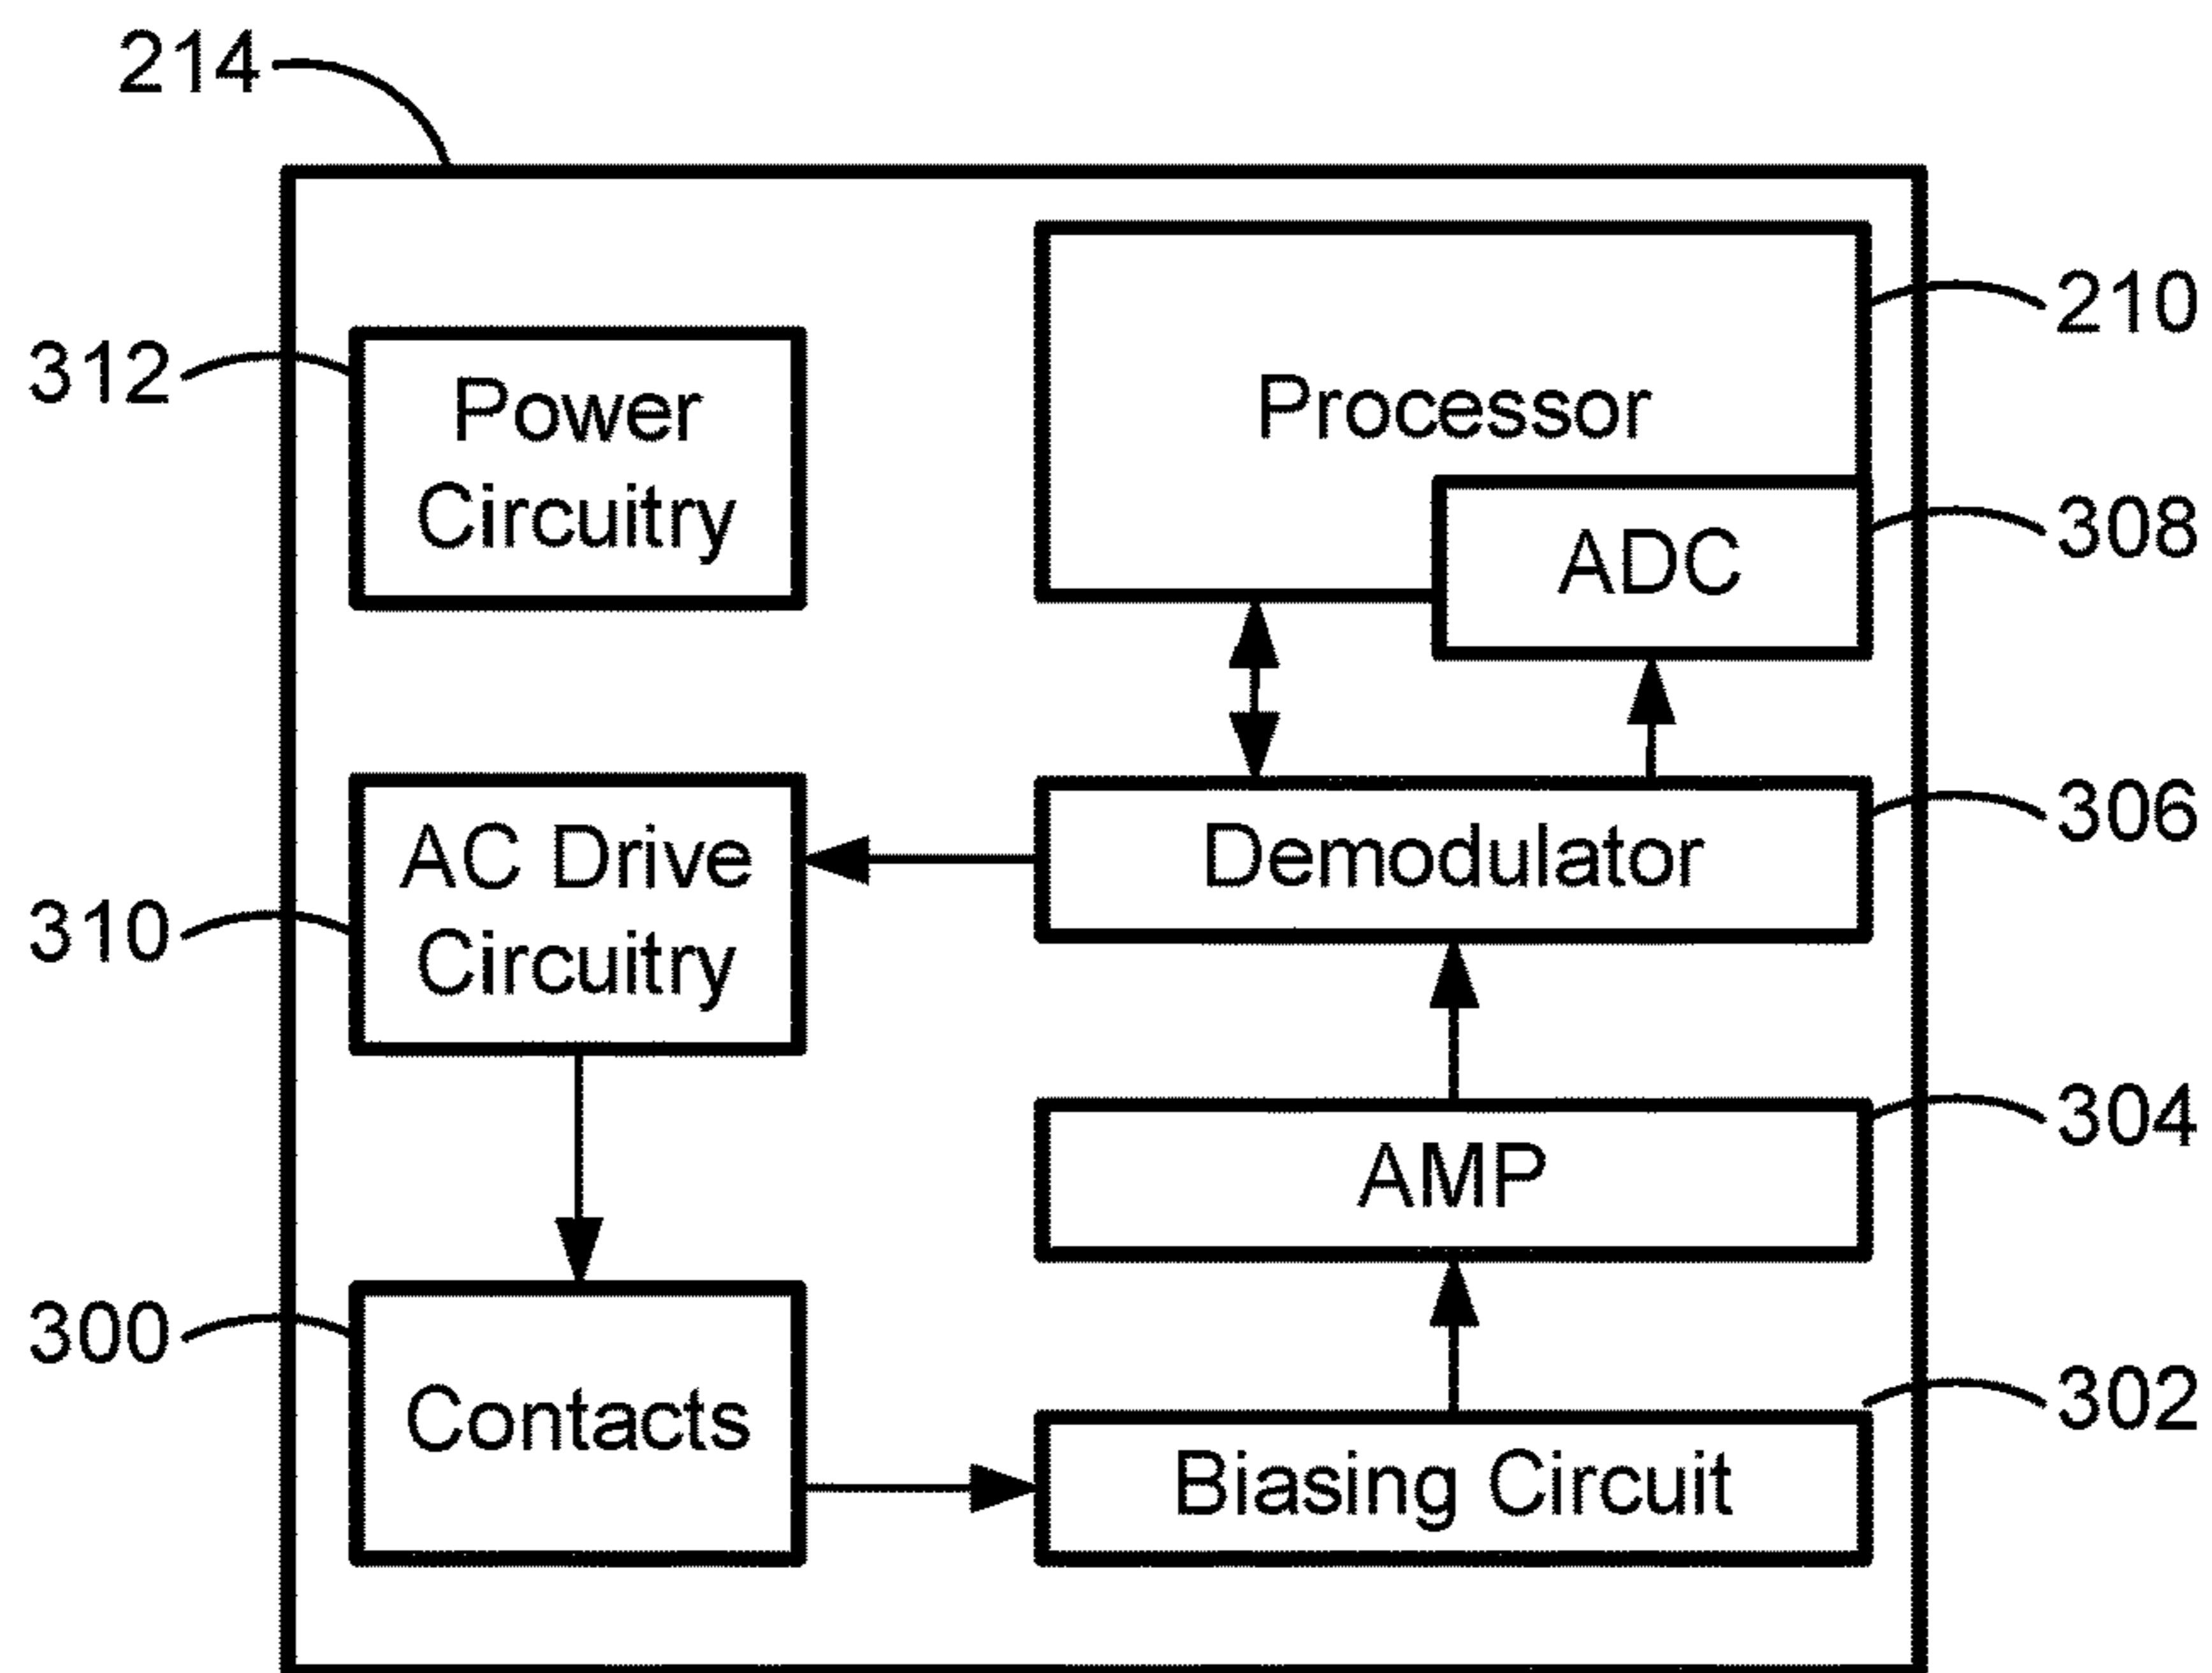 214
210
312
Power
Circuitry
Processor
308
ADC
306
AC Drive
Circuitry
Demodulator
310
304
AMP
300
Contacts
302
Biasing Circuit